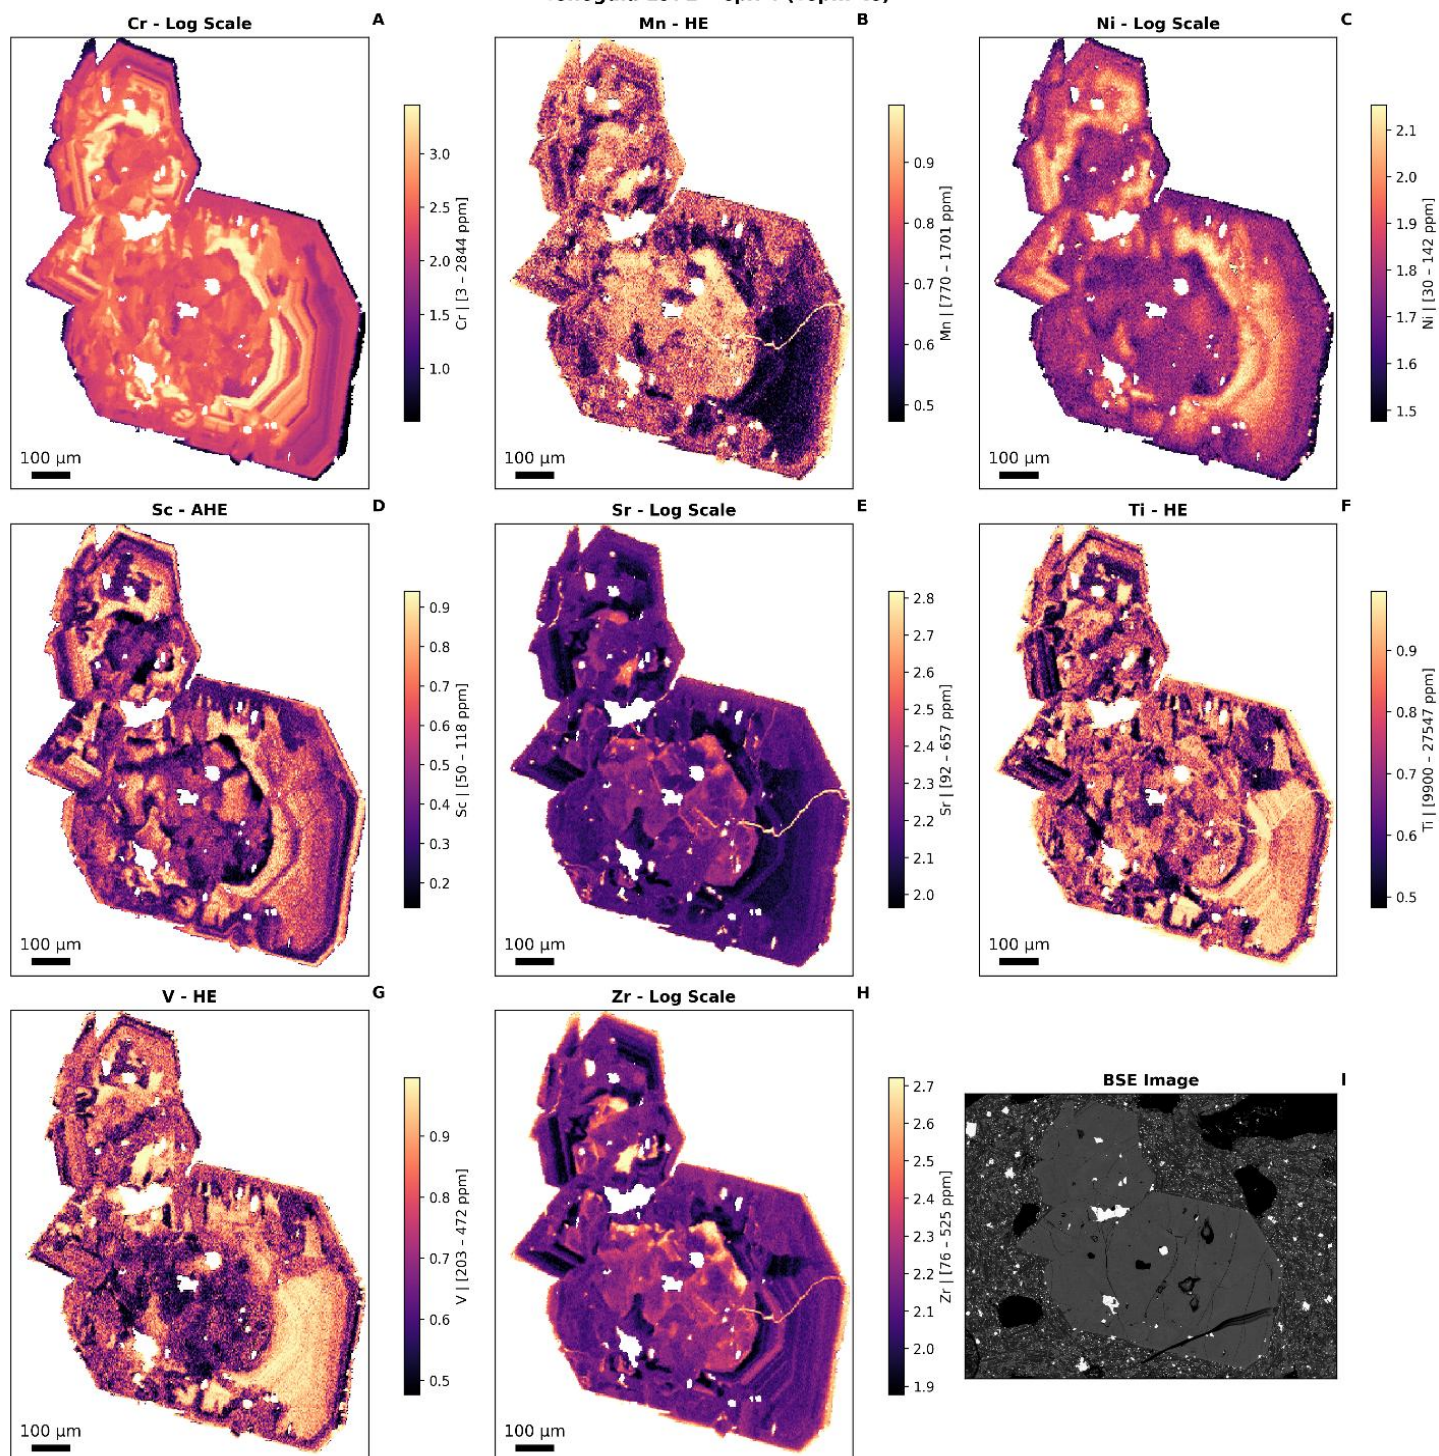 Cr - Log Scale
A
3.0
2.5
2.0
1.5
1.0
Cr | [3 – 2844 ppm]
100 µm
Mn - HE
B
0.9
0.8
0.7
0.6
0.5
Mn | [770 – 1701 ppm]
100 µm
Ni - Log Scale
C
2.1
2.0
1.9
1.8
1.7
1.6
1.5
Ni | [30 – 142 ppm]
100 µm
Sc - AHE
D
0.9
0.8
0.7
0.6
0.5
0.4
0.3
0.2
Sc | [50 – 118 ppm]
100 µm
Sr - Log Scale
E
2.8
2.7
2.6
2.5
2.4
2.3
2.2
2.1
2.0
Sr | [92 – 657 ppm]
100 µm
Ti - HE
F
0.9
0.8
0.7
0.6
0.5
Ti | [9900 – 27547 ppm]
100 µm
V - HE
G
0.9
0.8
0.7
0.6
0.5
V | [203 – 472 ppm]
100 µm
Zr - Log Scale
H
2.7
2.6
2.5
2.4
2.3
2.2
2.1
2.0
1.9
Zr | [76 – 525 ppm]
100 µm
BSE Image
I